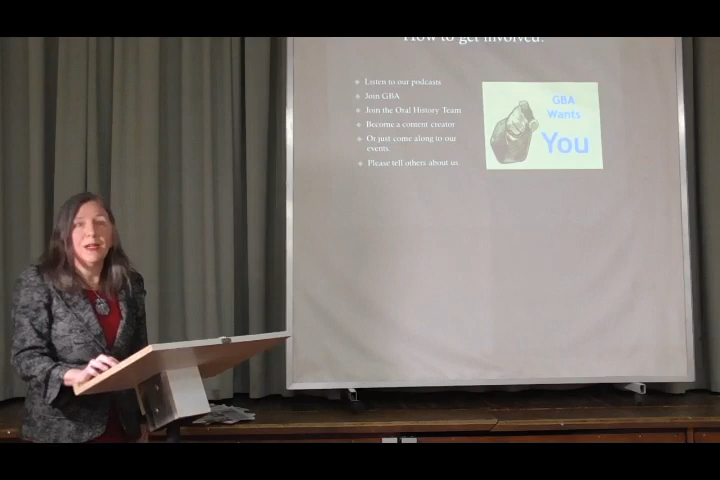 How to get involved?
Listen to our podcasts
Join GBA
Join the Oral History Team
Become a content creator
Or just come along to our
events.
Please tell others about us.
GBA
Wants
You